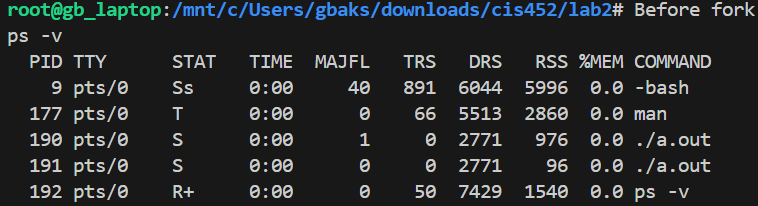 root@gb_laptop:/mnt/c/Users/gbaks/downloads/cis452/lab2# Before fork
ps -v
PID TTY STAT TIME MAJFL TRS DRS RSS %MEM COMMAND
9 pts/0 Ss 0:00 40 891 6044 5996 0.0 -bash
177 pts/0 T 0:00 0 66 5513 2860 0.0 man
190 pts/0 S 0:00 1 0 2771 976 0.0 ./a.out
191 pts/0 S 0:00 0 0 2771 96 0.0 ./a.out
192 pts/0 R+ 0:00 0 50 7429 1540 0.0 ps -v